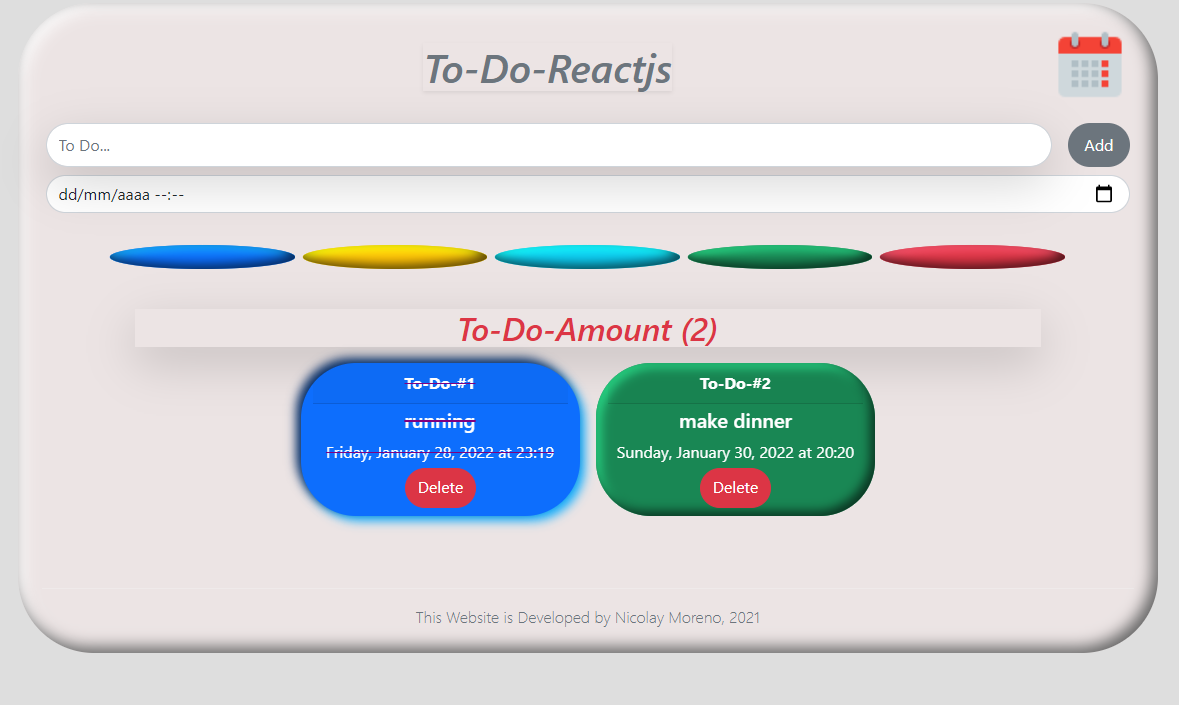 To-Do-Reactjs
To Do...
Add
dd/mm/aaaa --:--
To-Do-Amount (2)
To-Do-#1
running
Friday, January 28, 2022 at 23:19
Delete
To-Do-#2
make dinner
Sunday, January 30, 2022 at 20:20
Delete
This Website is Developed by Nicolay Moreno, 2021